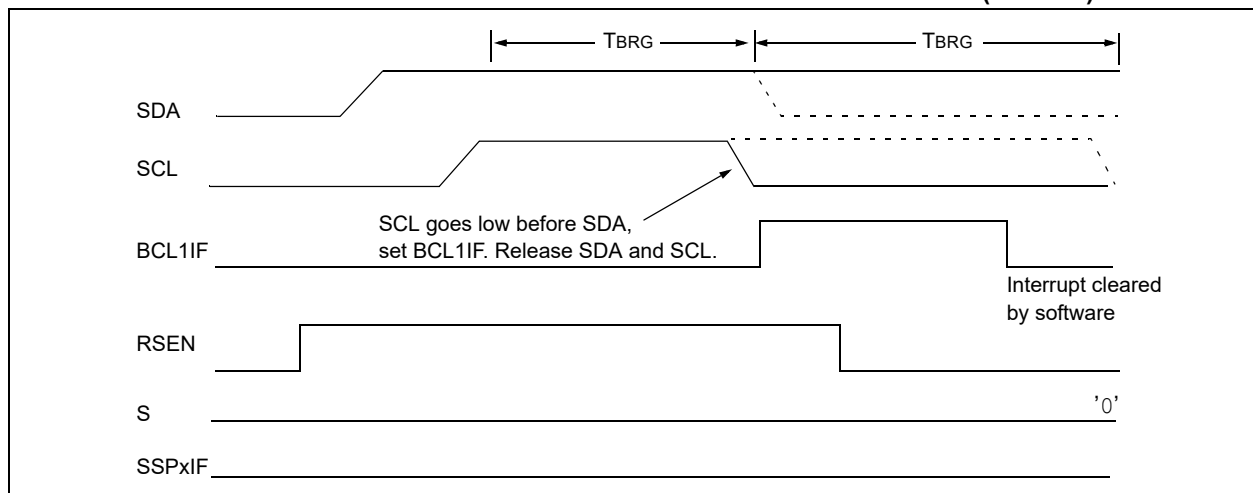 TBRG TBRG
SDA
SCL
SCL goes low before SDA,
set BCL1IF. Release SDA and SCL.
BCL1IF
Interrupt cleared
by software
RSEN
S
'0'
SSPxIF